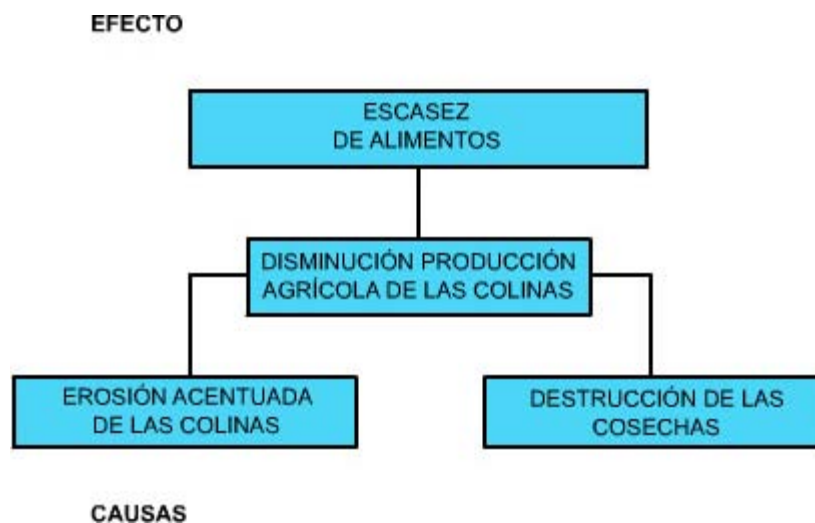 EFECTO
ESCASEZ
DE ALIMENTOS
DISMINUCIÓN PRODUCCIÓN
AGRÍCOLA DE LAS COLINAS
EROSIÓN ACENTUADA
DE LAS COLINAS
DESTRUCCIÓN DE LAS
COSECHAS
CAUSAS